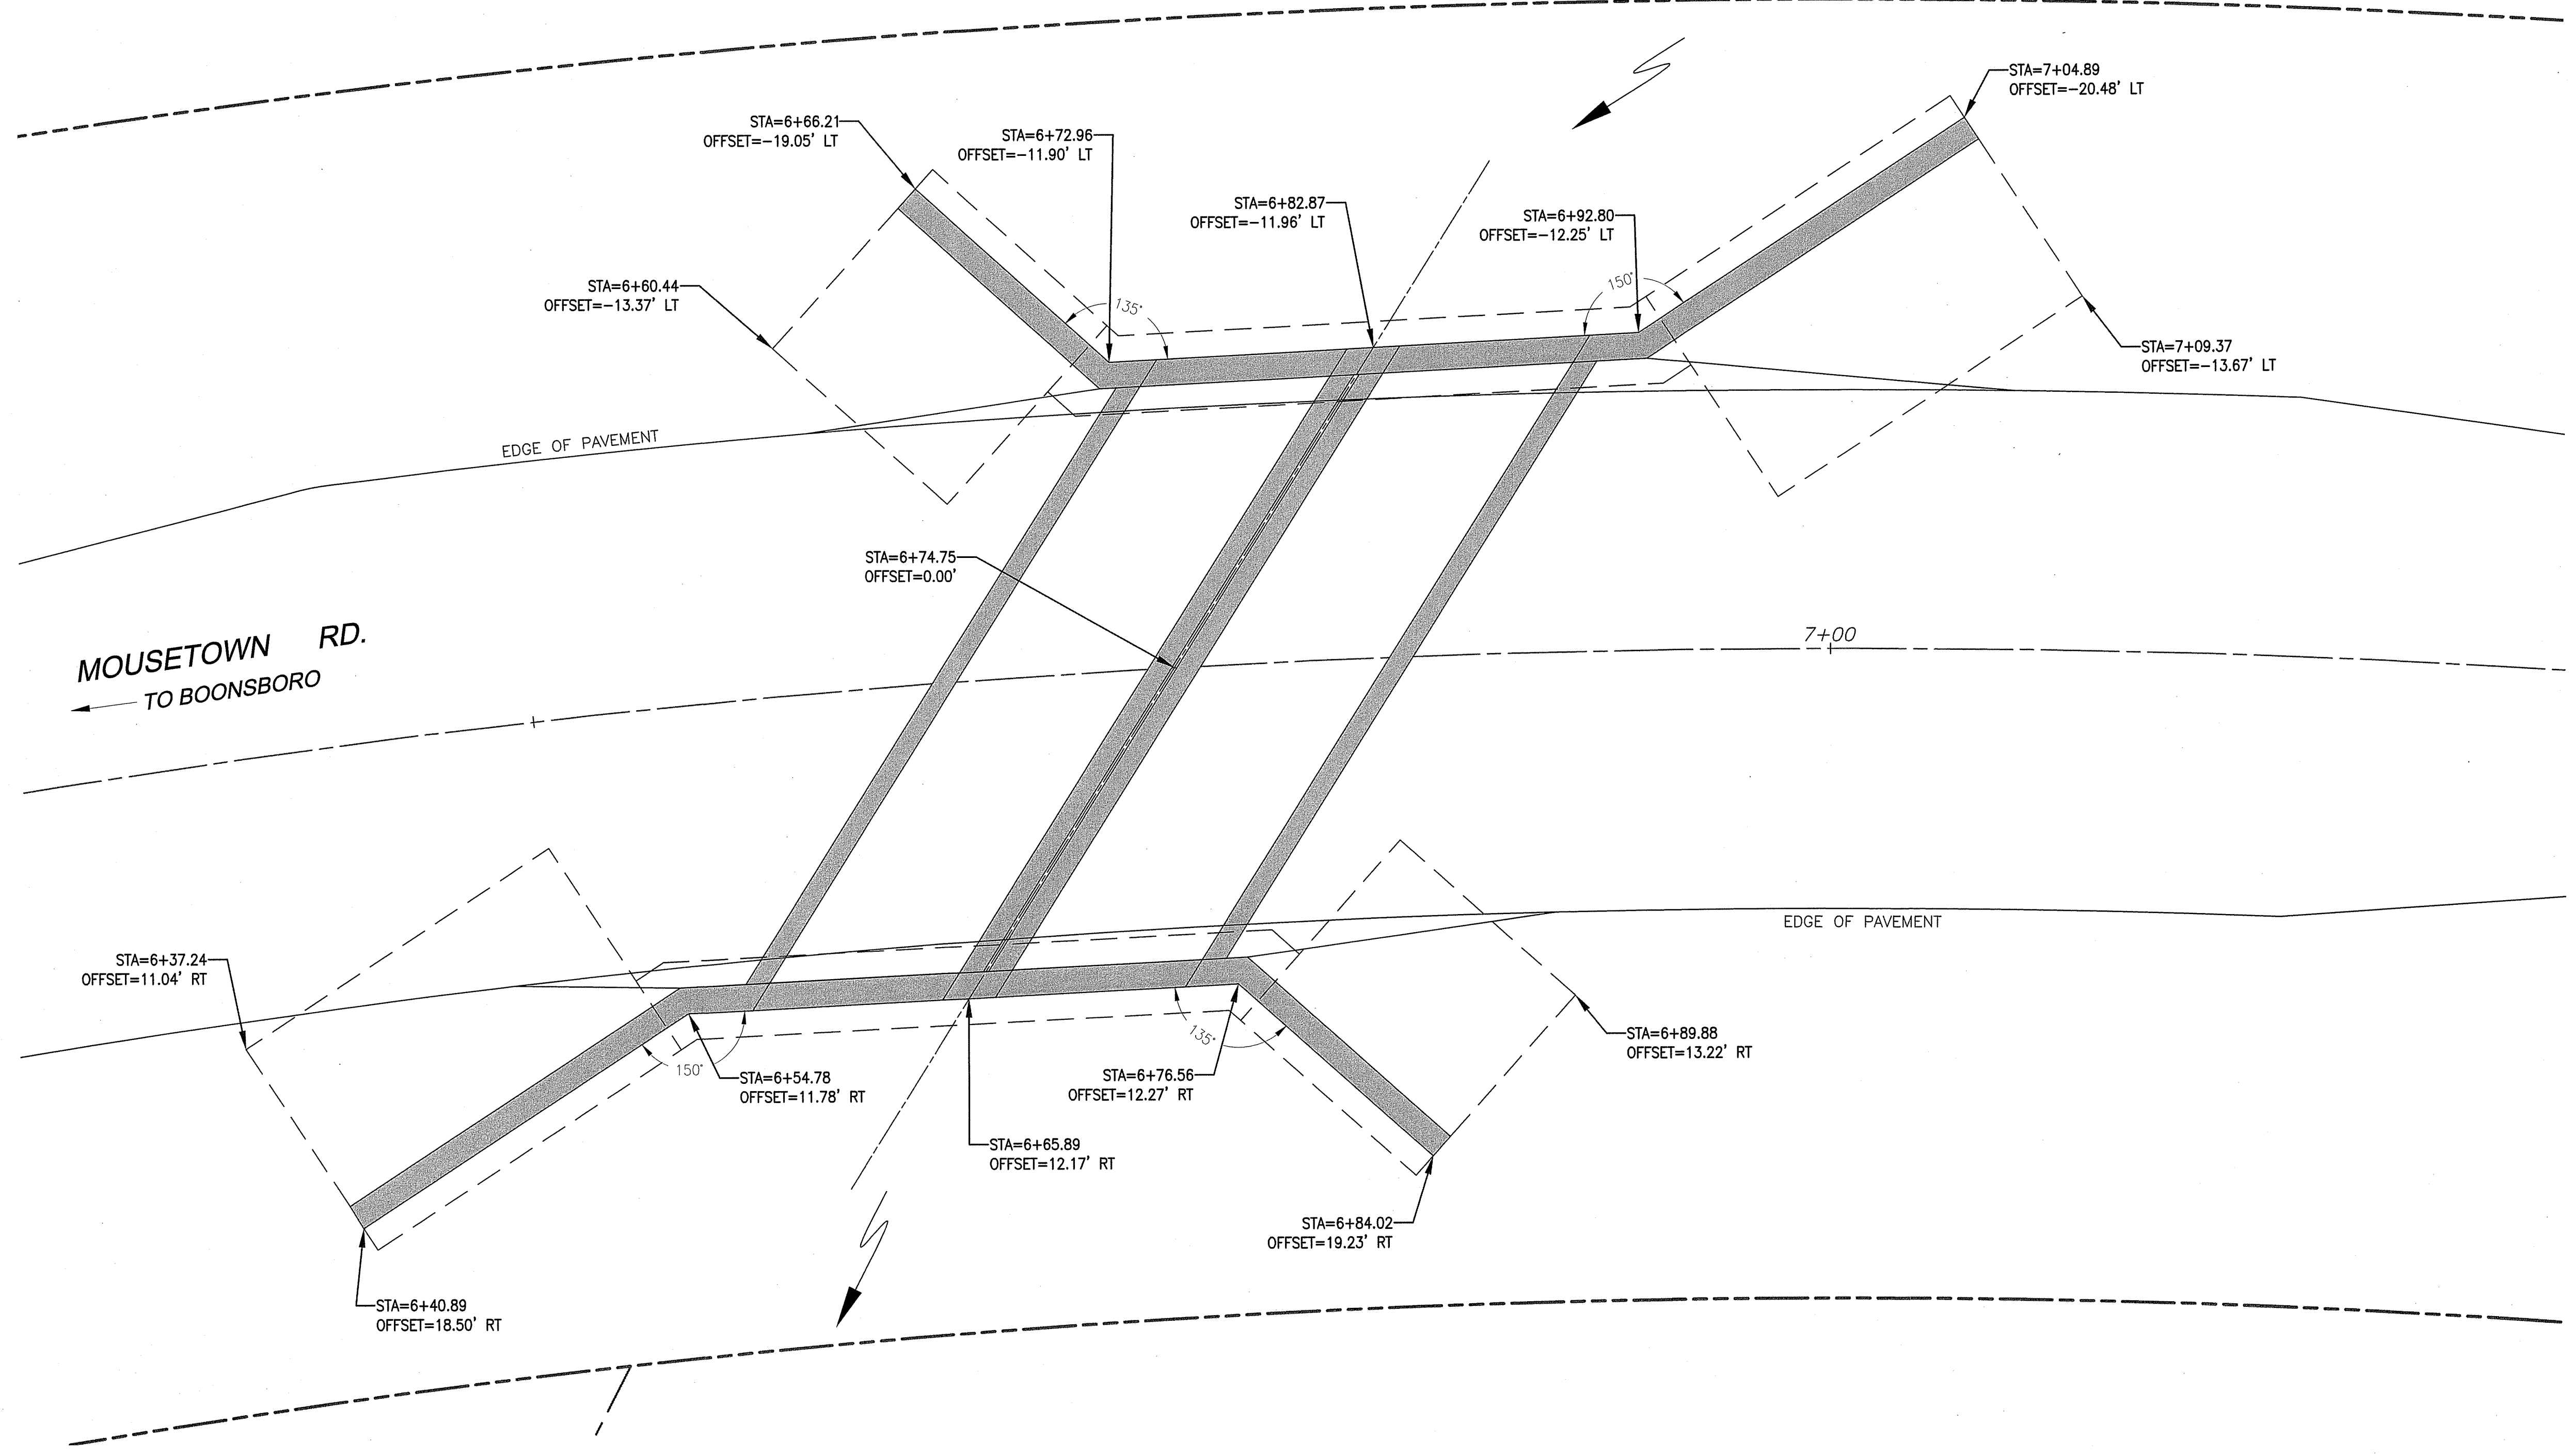 STA=7+04.89
OFFSET=-20.48' LT
STA=6+66.21
OFFSET=-19.05' LT
STA=6+72.96
OFFSET=-11.90' LT
STA=6+82.87
OFFSET=-11.96' LT
STA=6+92.80
OFFSET=-12.25' LT
STA=6+60.44
OFFSET=-13.37' LT
135°
150°
STA=7+09.37
OFFSET=-13.67' LT
EDGE OF PAVEMENT
STA=6+74.75
OFFSET=0.00'
7+00
MOUSETOWN RD.
TO BOONSBORO
EDGE OF PAVEMENT
STA=6+37.24
OFFSET=11.04' RT
STA=6+89.88
OFFSET=13.22' RT
135°
150°
STA=6+54.78
OFFSET=11.78' RT
STA=6+76.56
OFFSET=12.27' RT
STA=6+65.89
OFFSET=12.17' RT
STA=6+84.02
OFFSET=19.23' RT
STA=6+40.89
OFFSET=18.50' RT